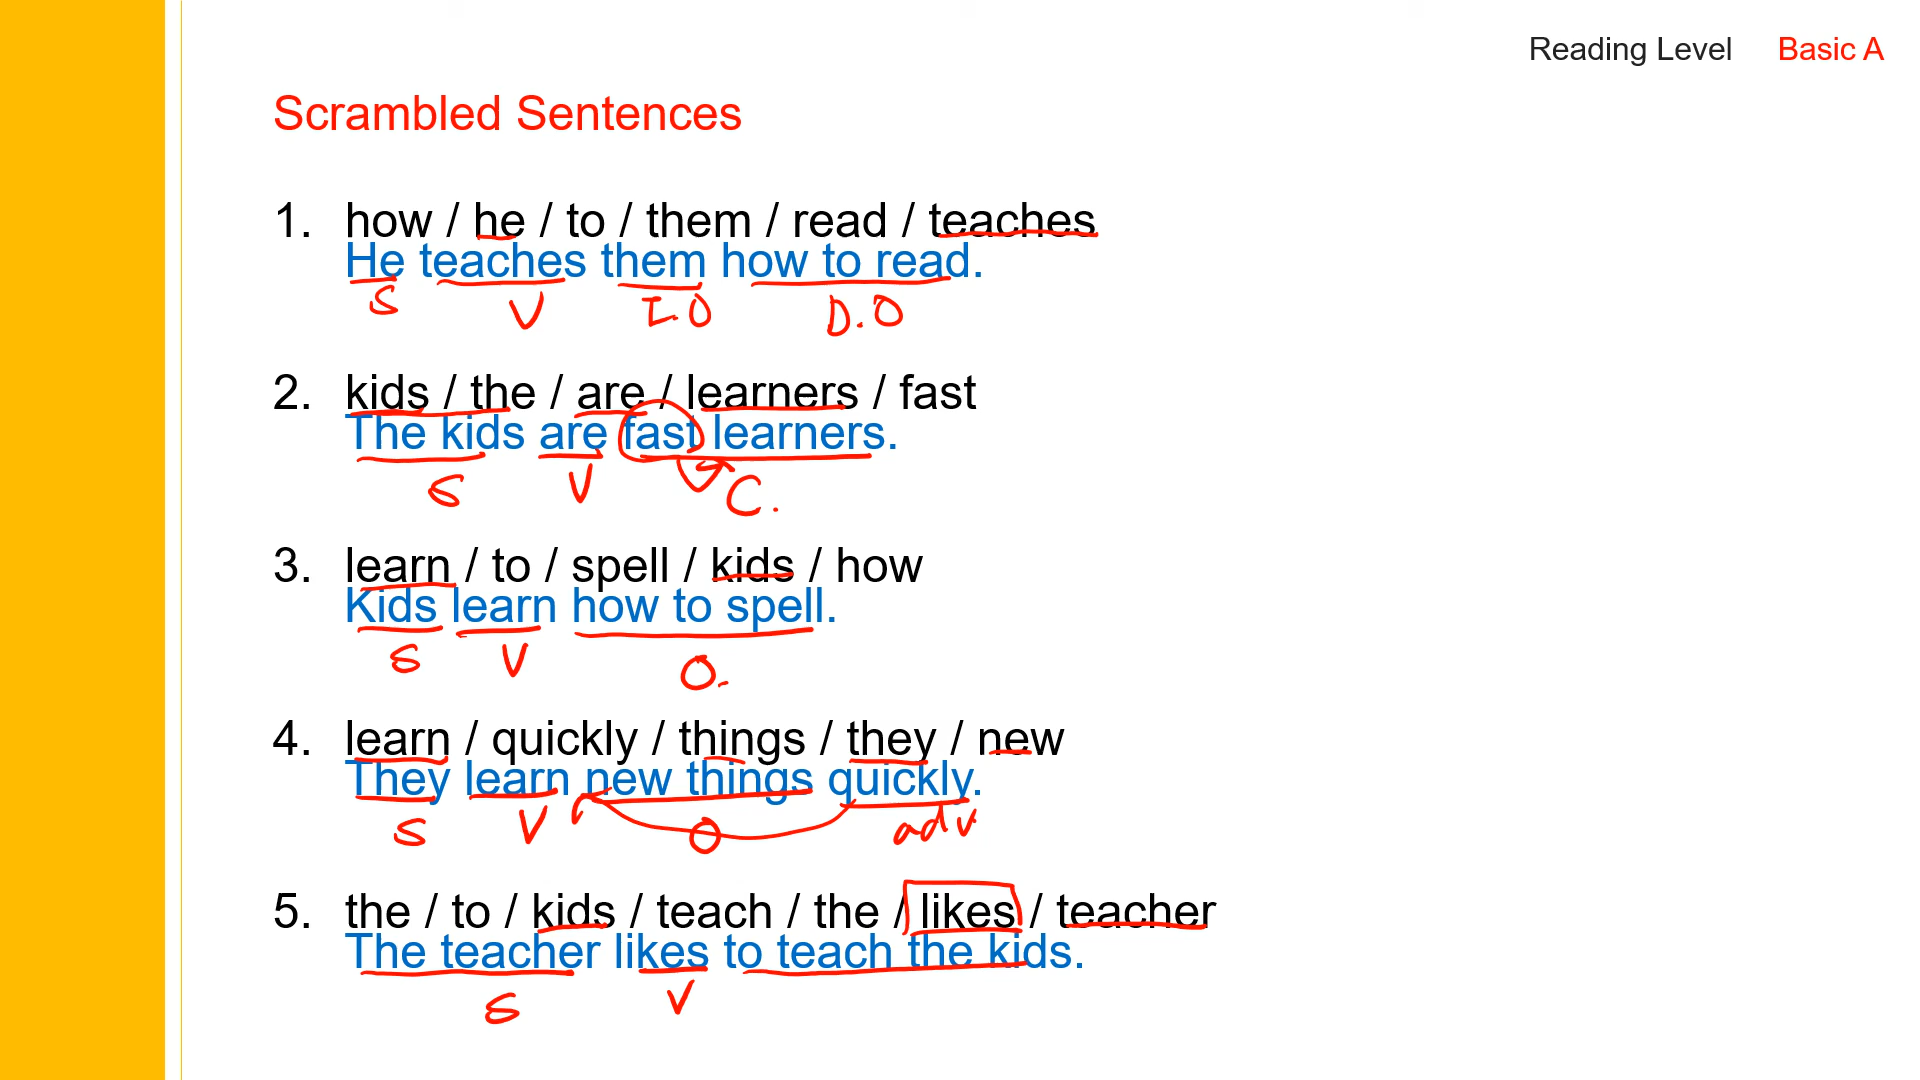 Reading Level Basic A
Scrambled Sentences
1. how / he / to / them / read / teaches
He teaches them how to read.
S V I.O D.O
2. kids / the / are / learners / fast
The kids are fast learners.
S V C.
3. learn / to / spell / kids / how
Kids learn how to spell.
S V O.
4. learn / quickly / things / they / new
They learn new things quickly.
S V O adv.
5. the / to / kids / teach / the / likes / teacher
The teacher likes to teach the kids.
S V